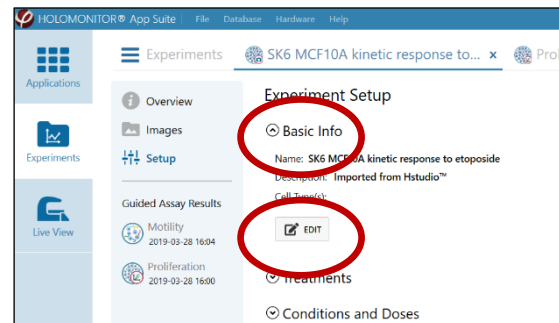 HOLOMONITOR® App Suite File Database Hardware Help
Applications
Experiments
Live View
Experiments SK6 MCF10A kinetic response to... × Prol
Overview
Images
Setup
Guided Assay Results
Motility
2019-03-28 16:04
Proliferation
2019-03-28 16:00
Experiment Setup
Basic Info
Name: SK6 MCF10A kinetic response to etoposide
Description: Imported from Hstudio™
Cell Type(s):
EDIT
Treatments
Conditions and Doses